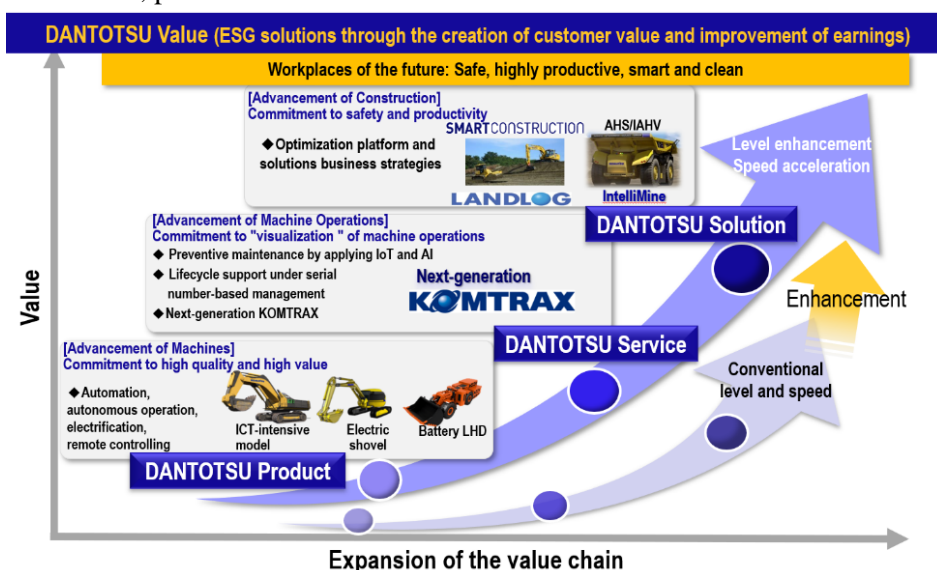 DANTOTSU Value (ESG solutions through the creation of customer value and improvement of earnings)
Workplaces of the future: Safe, highly productive, smart and clean
[Advancement of Construction]
Commitment to safety and productivity
◆Optimization platform and
solutions business strategies
SMARTCONSTRUCTION
LANDLOG
AHS/IAHV
IntelliMine
Level enhancement
Speed acceleration
DANTOTSU Solution
[Advancement of Machine Operations]
Commitment to "visualization " of machine operations
◆ Preventive maintenance by applying IoT and AI
◆ Lifecycle support under serial
number-based management
◆Next-generation KOMTRAX
Next-generation
KOMTRAX
DANTOTSU Service
Enhancement
[Advancement of Machines]
Commitment to high quality and high value
◆Automation,
autonomous operation,
electrification,
remote controlling
ICT-intensive
model
Electric
shovel
Battery LHD
DANTOTSU Product
Conventional
level and speed
Value
Expansion of the value chain